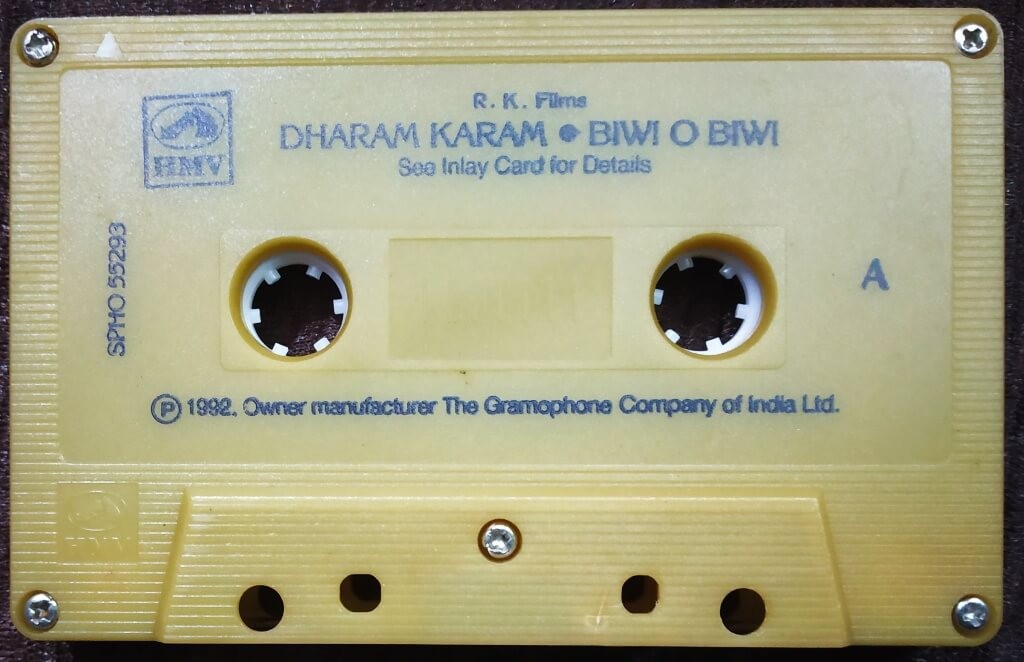 R. K. Films
DHARAM KARAM • BIWI O BIWI
See Inlay Card for Details
HMV
SPHO 55293
A
Ⓟ 1992, Owner manufacturer The Gramophone Company of India Ltd.
HMV